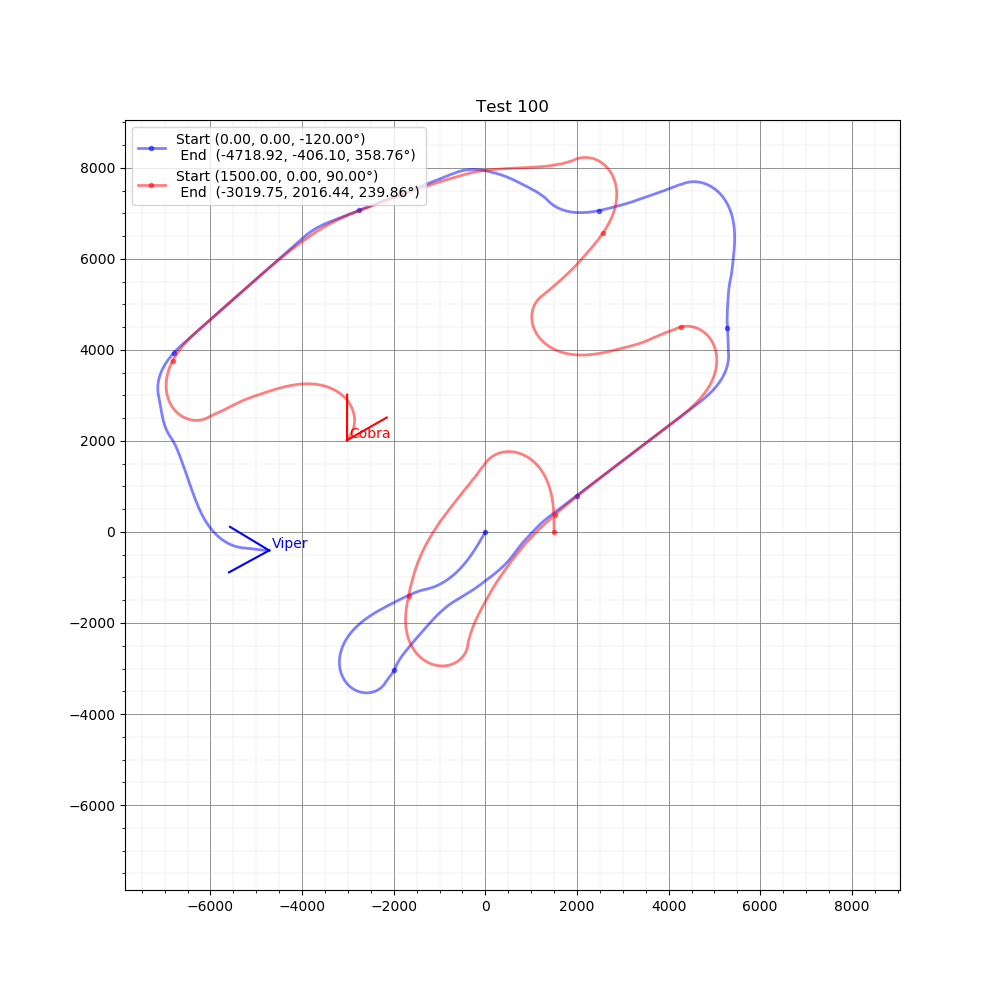 Test 100
Start (0.00, 0.00, -120.00°)
End (-4718.92, -406.10, 358.76°)
Start (1500.00, 0.00, 90.00°)
End (-3019.75, 2016.44, 239.86°)
8000
6000
4000
2000
0
−2000
−4000
−6000
Cobra
Viper
−6000 −4000 −2000 0 2000 4000 6000 8000